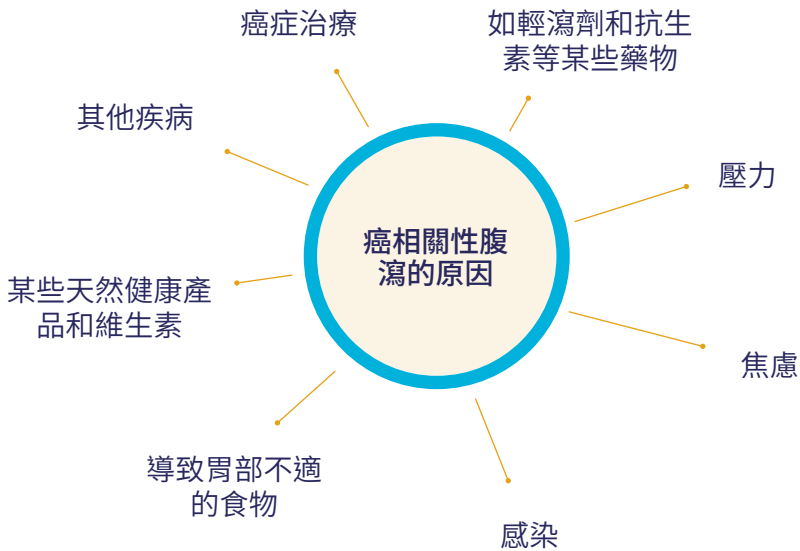 癌症治療
如輕瀉劑和抗生
素等某些藥物
其他疾病
壓力
癌相關性腹
瀉的原因
某些天然健康產
品和維生素
焦慮
導致胃部不適
的食物
感染